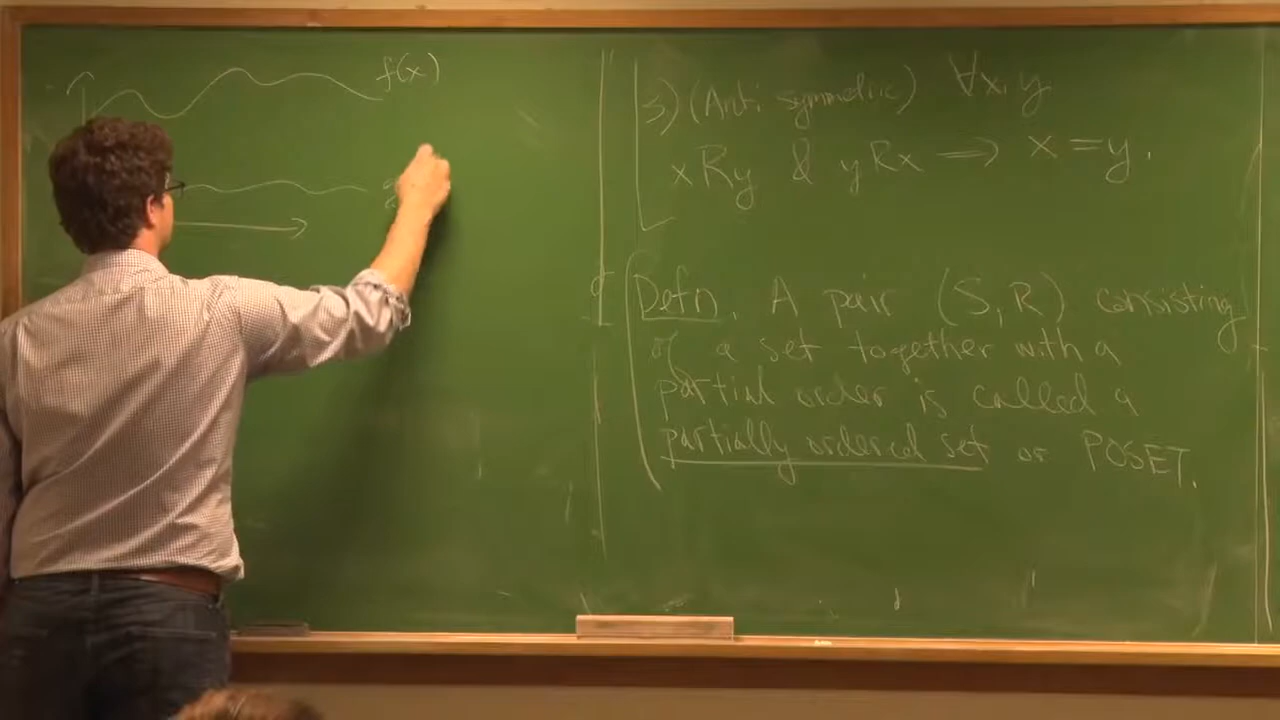 f(x)
3) (Anti symmetric) ∀x, y
xRy & yRx ⟹ x = y.
Defn. A pair (S, R) consisting
of a set together with a
partial order is called a
partially ordered set or POSET.